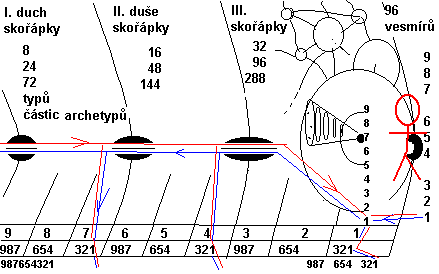 I. duch
skořápky
8
24
72
typů
částic archetypů
II. duše
skořápky
16
48
144
III.
skořápky
32
96
288
96
vesmírů
9
8
7
6
5
4
3
2
1
9
8
7
6
5
4
3
2
1
9 8 7 6 5 4 3 2 1
987 654 321 987 654 321 987 654 321
987654321 987 654 321